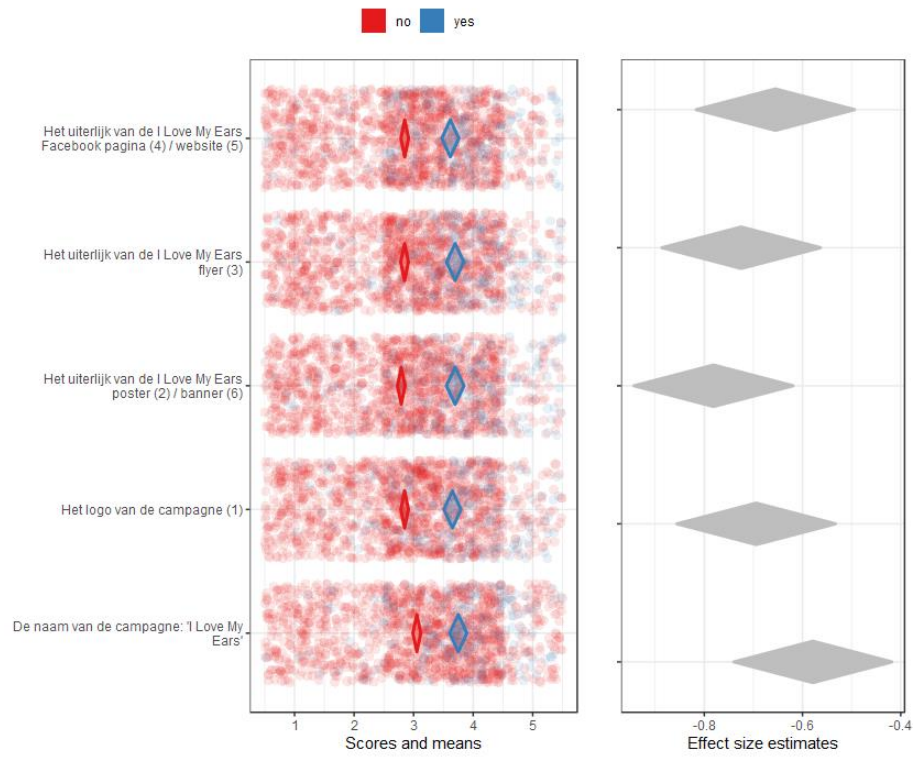 no yes
Het uiterlijk van de I Love My Ears
Facebook pagina (4) / website (5)
Het uiterlijk van de I Love My Ears
flyer (3)
Het uiterlijk van de I Love My Ears
poster (2) / banner (6)
Het logo van de campagne (1)
De naam van de campagne: 'I Love My
Ears'
1 2 3 4 5
Scores and means
-0.8 -0.6 -0.4
Effect size estimates